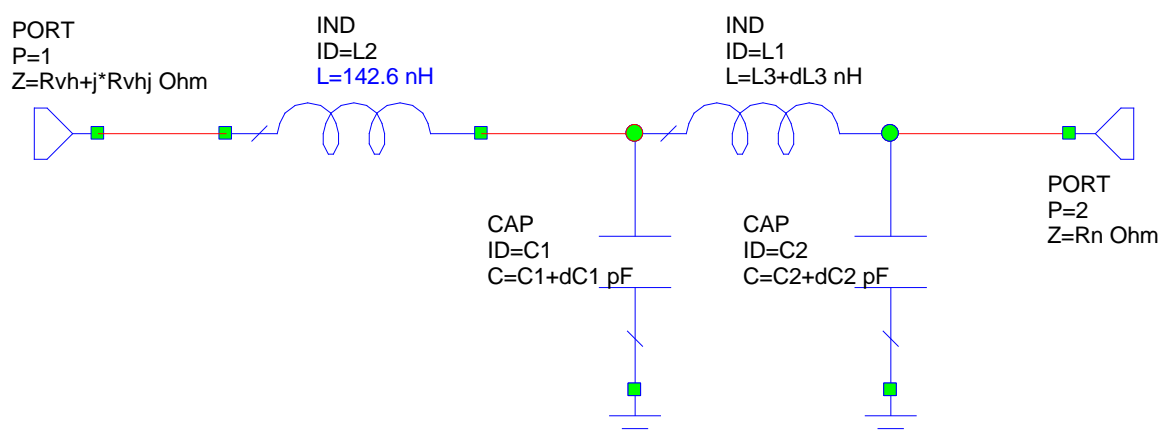 PORT
P=1
Z=Rvh+j*Rvhj Ohm
IND
ID=L2
L=142.6 nH
IND
ID=L1
L=L3+dL3 nH
CAP
ID=C1
C=C1+dC1 pF
CAP
ID=C2
C=C2+dC2 pF
PORT
P=2
Z=Rn Ohm